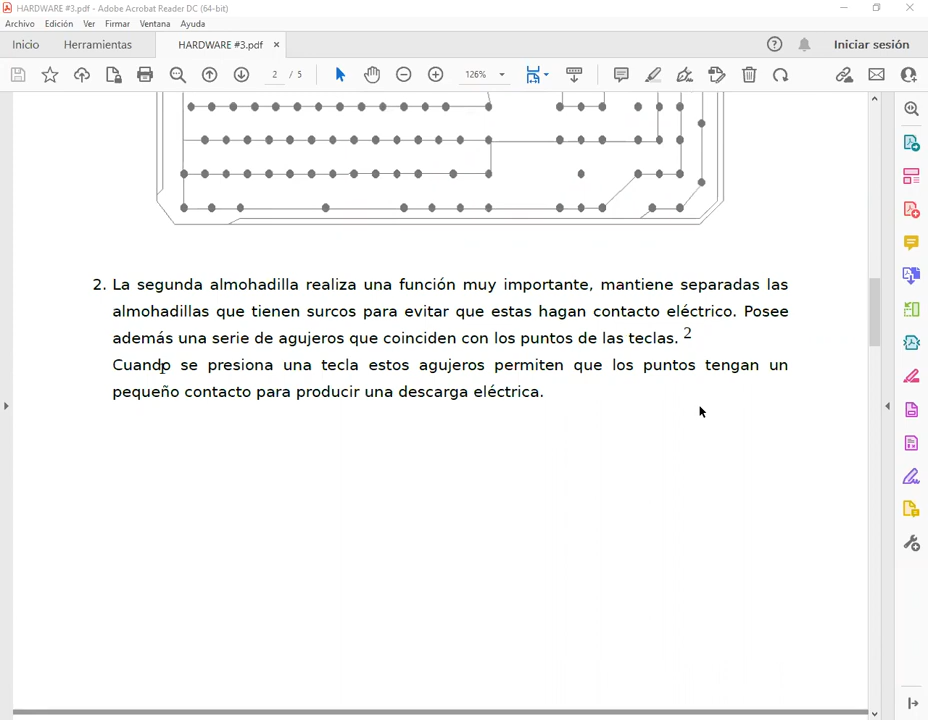 HARDWARE #3.pdf - Adobe Acrobat Reader DC (64-bit)
Archivo Edición Ver Firmar Ventana Ayuda
Inicio Herramientas HARDWARE #3.pdf × Iniciar sesión
2 / 5 126%
2. La segunda almohadilla realiza una función muy importante, mantiene separadas las
almohadillas que tienen surcos para evitar que estas hagan contacto eléctrico. Posee
además una serie de agujeros que coinciden con los puntos de las teclas. 2
Cuandp se presiona una tecla estos agujeros permiten que los puntos tengan un
pequeño contacto para producir una descarga eléctrica.